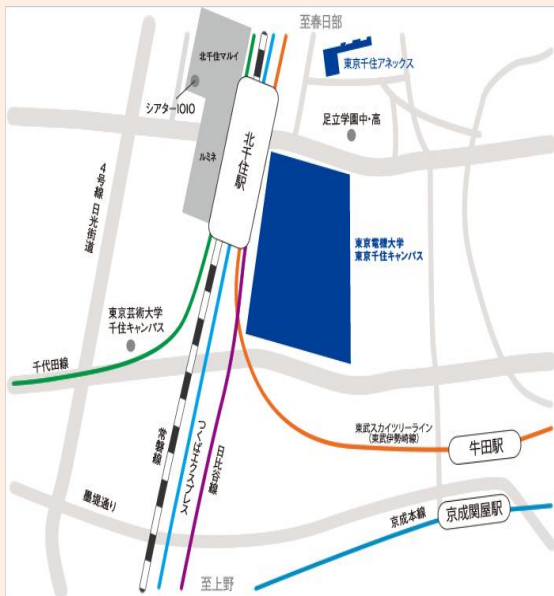 至春日部
北千住マルイ
東京千住アネックス
シアター1010
足立学園中・高
北千住駅
ルミネ
4号線 日光街道
東京電機大学
東京千住キャンパス
東京芸術大学
千住キャンパス
千代田線
東武スカイツリーライン
(東武伊勢崎線)
牛田駅
常磐線
つくばエクスプレス
日比谷線
墨堤通り
京成本線
京成関屋駅
至上野